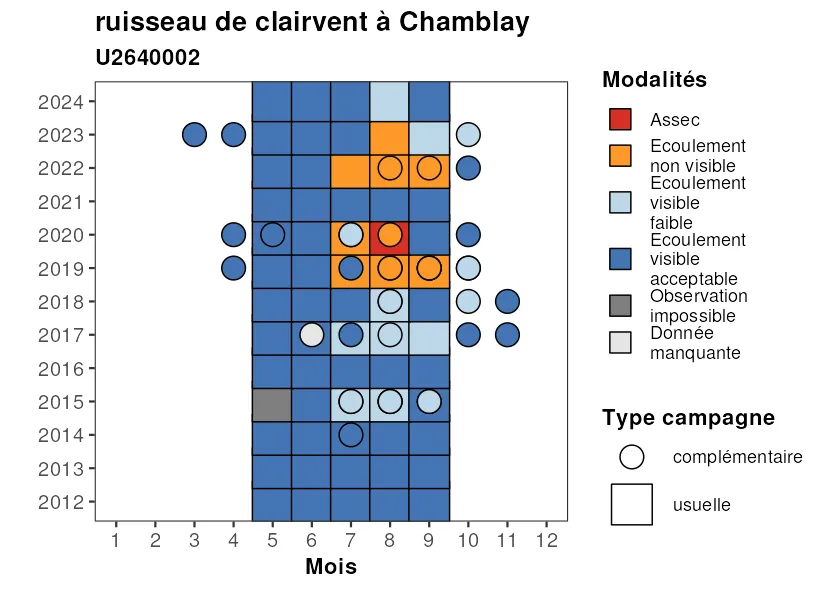 ruisseau de clairvent à Chamblay
U2640002
2024
2023
2022
2021
2020
2019
2018
2017
2016
2015
2014
2013
2012
1 2 3 4 5 6 7 8 9 10 11 12
Mois
Modalités
Assec
Ecoulement
non visible
Ecoulement
visible
faible
Ecoulement
visible
acceptable
Observation
impossible
Donnée
manquante
Type campagne
complémentaire
usuelle